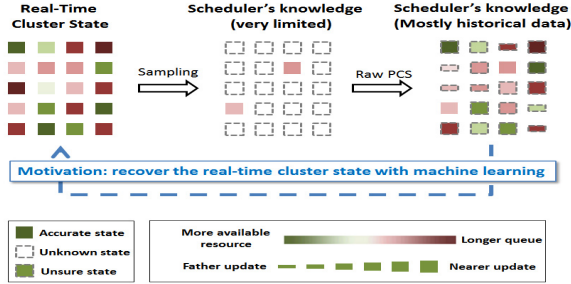 Real-Time
Cluster State
Scheduler's knowledge
(very limited)
Scheduler's knowledge
(Mostly historical data)
Sampling
Raw PCS
Motivation: recover the real-time cluster state with machine learning
Accurate state
Unknown state
Unsure state
More available
resource
Longer queue
Father update
Nearer update